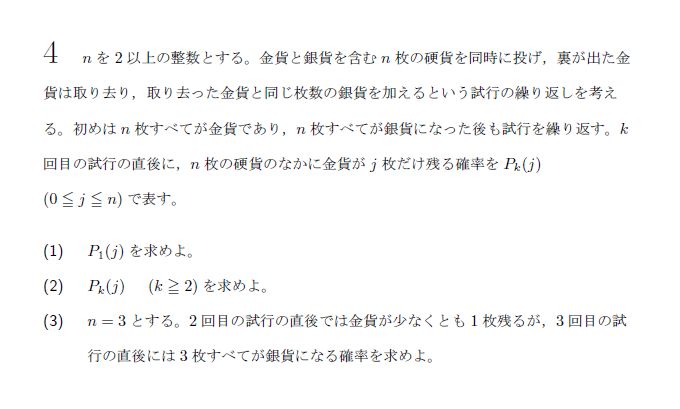 4 n を 2 以上の整数とする。金貨と銀貨を含む n 枚の硬貨を同時に投げ，裏が出た金
貨は取り去り，取り去った金貨と同じ枚数の銀貨を加えるという試行の繰り返しを考え
る。初めは n 枚すべてが金貨であり，n 枚すべてが銀貨になった後も試行を繰り返す。k
回目の試行の直後に，n 枚の硬貨のなかに金貨が j 枚だけ残る確率を Pₖ(j)
(0 ≦ j ≦ n) で表す。
(1) P₁(j) を求めよ。
(2) Pₖ(j) (k ≧ 2) を求めよ。
(3) n = 3 とする。2 回目の試行の直後では金貨が少なくとも 1 枚残るが，3 回目の試
行の直後には 3 枚すべてが銀貨になる確率を求めよ。